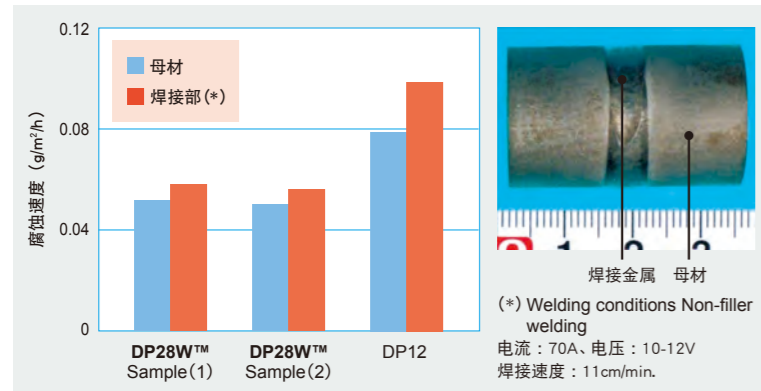 0.12
0.08
0.04
0
腐蚀速度（g/m²/h）
母材
焊接部(*)
DP28W™
Sample(1)
DP28W™
Sample(2)
DP12
1
2
焊接金属 母材
(*) Welding conditions Non-filler
welding
电流：70A、电压：10-12V
焊接速度：11cm/min.